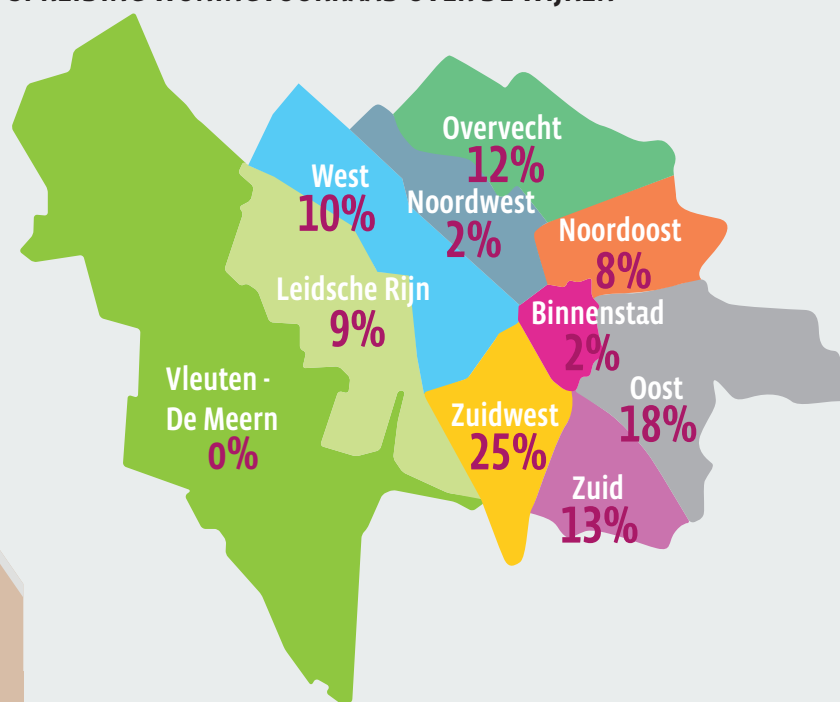 Overvecht
12%
West
10%
Noordwest
2%
Noordoost
8%
Leidsche Rijn
9%
Binnenstad
2%
Vleuten -
De Meern
0%
Oost
18%
Zuidwest
25%
Zuid
13%